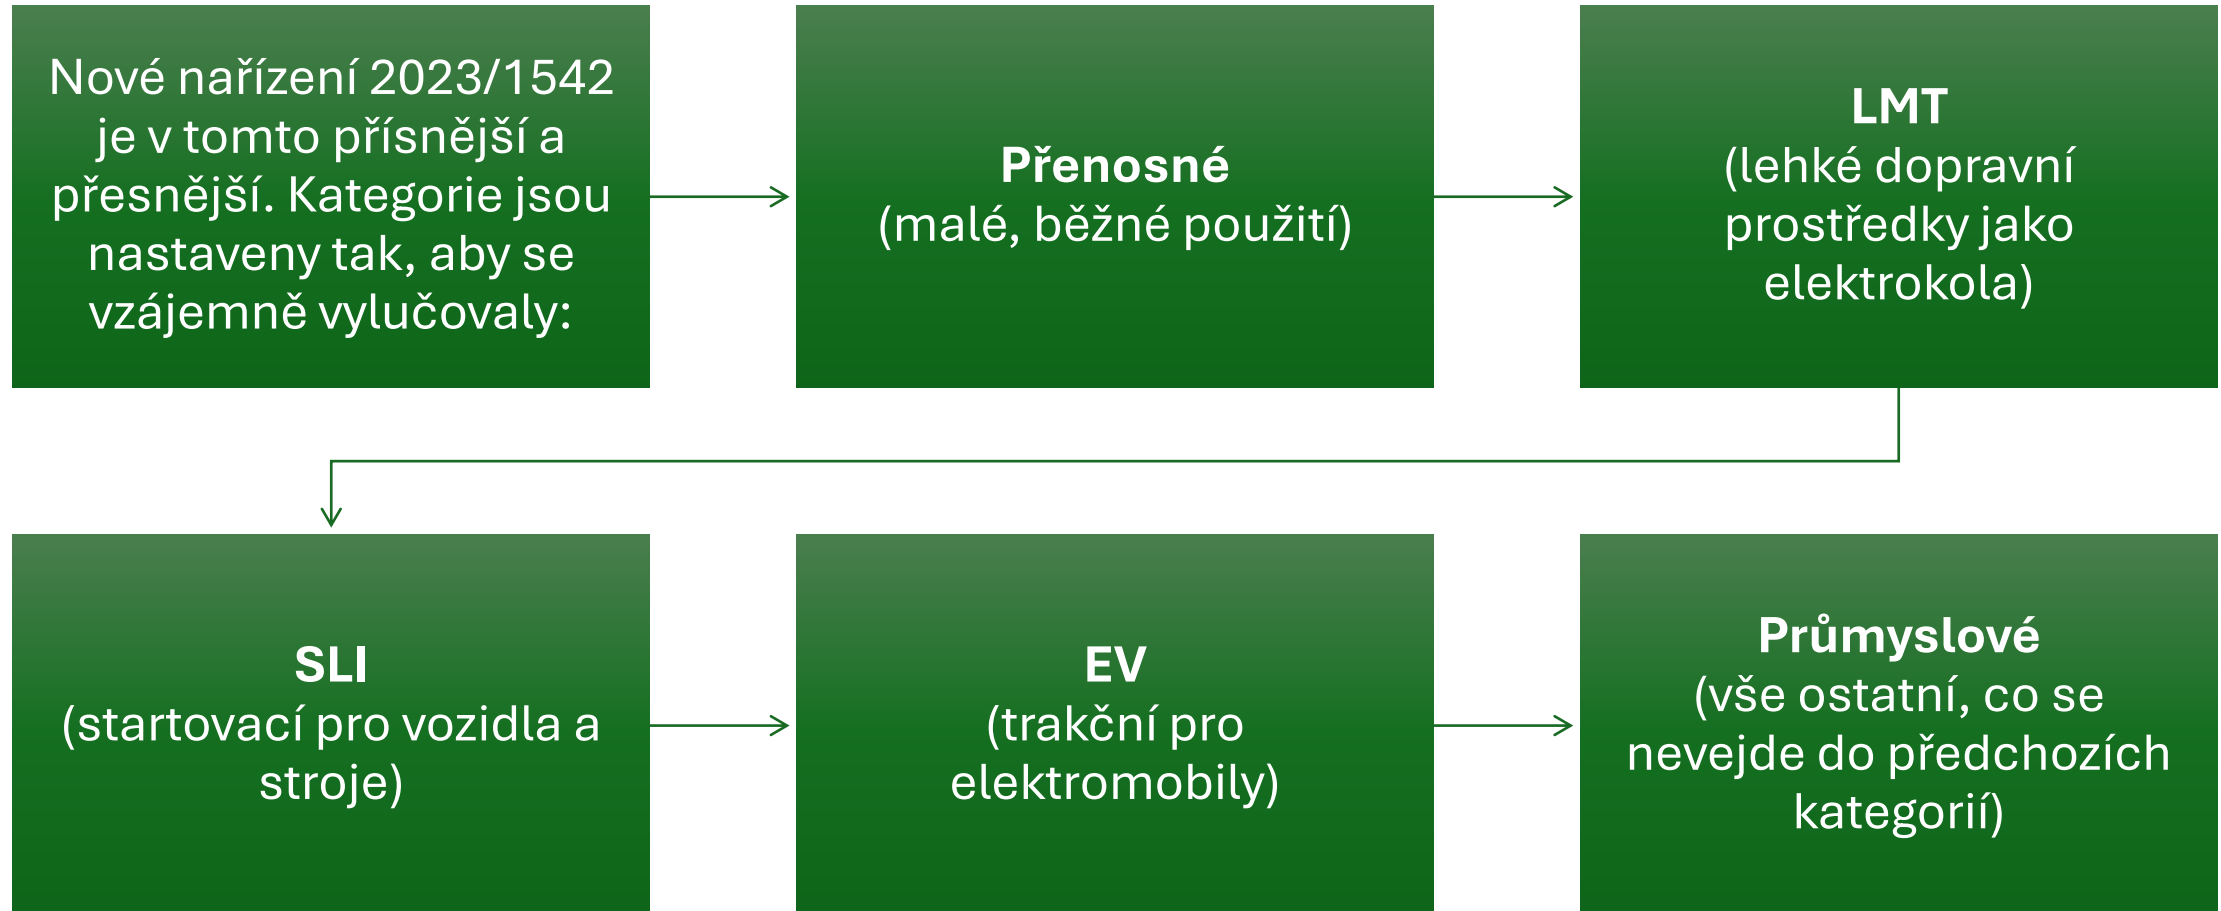 Nové nařízení 2023/1542
je v tomto přísnější a
přesnější. Kategorie jsou
nastaveny tak, aby se
vzájemně vylučovaly:
Přenosné
(malé, běžné použití)
LMT
(lehké dopravní
prostředky jako
elektrokola)
SLI
(startovací pro vozidla a
stroje)
EV
(trakční pro
elektromobily)
Průmyslové
(vše ostatní, co se
nevejde do předchozích
kategorií)